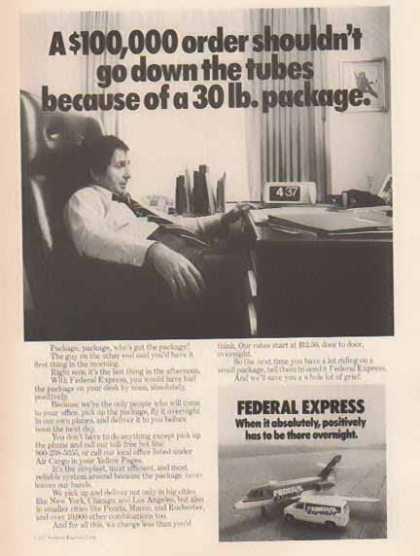 A $100,000 order shouldn't
go down the tubes
because of a 30 lb. package.
4 37
Package, package, who's got the package?
The guy on the other end said you'd have it
first thing in the morning.
Right now, it's the last thing in the afternoon.
With Federal Express, you would have had
the package on your desk by noon, absolutely,
positively.
Because we're the only people who will come
to your office, pick up the package, fly it overnight
in our own planes, and deliver it to you before
noon the next day.
You don't have to do anything except pick up
the phone and call our toll free hot line:
or call our local office listed under
Air Cargo in your Yellow Pages.
It's the simplest, most efficient, and most
reliable system around because the package never
leaves our hands.
We pick up and deliver not only in big cities
like New York, Chicago, and Los Angeles, but also
in smaller cities like Peoria, Macon, and Rochester,
and over 10,000 other combinations too.
And for all this, we charge less than you'd
think. Our rates start at $12.50, door to door,
overnight.
So the next time you have a lot riding on a
small package, tell them to send it Federal Express.
And we'll save you a whole lot of grief.
FEDERAL EXPRESS
When it absolutely, positively
has to be there overnight.
FEDERAL
FEDERAL
Federal Express Corp.